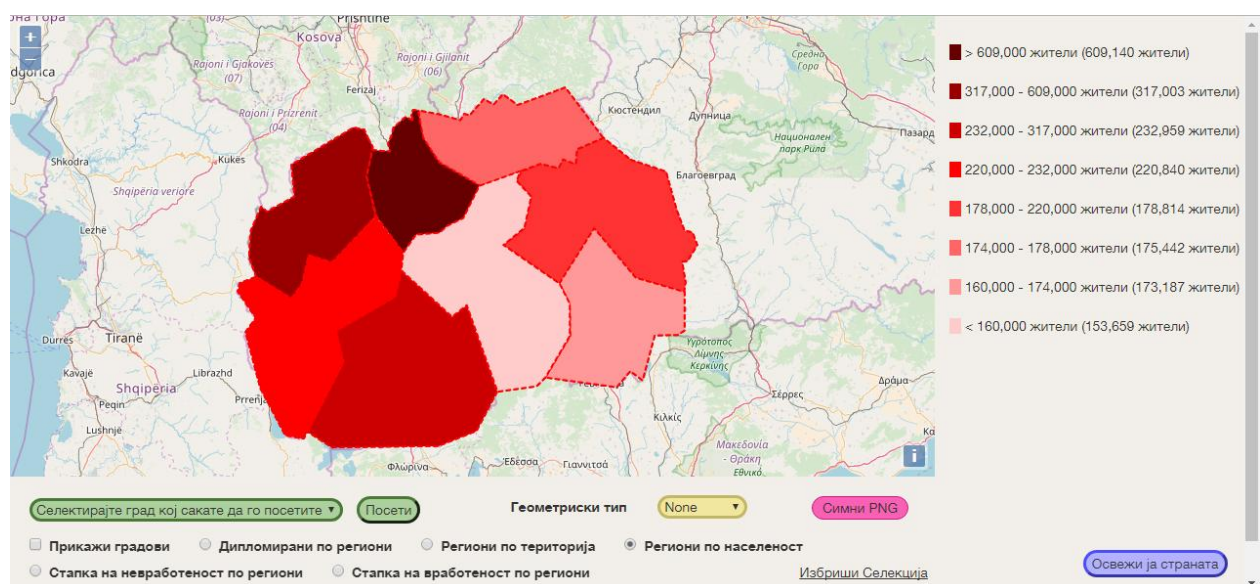 рна Гора
(03)
Prishtinë
+
−
Kosova
dgorica
Rajoni i Gjakovës
(07)
Rajoni i Gjilanit
(06)
Ferizaj
Rajoni i Prizrenit
(04)
Средна
Гора
Кюстендил
Дупница
Национален
парк Рила
Пазард
Shkodra
Kukës
Благоевград
Shqipëria veriore
Lezhë
Durrës
Tiranë
Υγρότοπος
Λίμνης
Κερκίνης
Kavajë
Librazhd
Shqipëria
Peqin
Prrenja
Δράμα
Σέρρες
Lushnjë
Κιλκίς
Μακεδονία
- Θράκη
Εθνικό
Κα
Φλώρινα
Έδεσσα
Γιαννιτσά
i
> 609,000 жители (609,140 жители)
317,000 - 609,000 жители (317,003 жители)
232,000 - 317,000 жители (232,959 жители)
220,000 - 232,000 жители (220,840 жители)
178,000 - 220,000 жители (178,814 жители)
174,000 - 178,000 жители (175,442 жители)
160,000 - 174,000 жители (173,187 жители)
< 160,000 жители (153,659 жители)
Селектирајте град кој сакате да го посетите
Посети
Геометриски тип
None
Симни PNG
Прикажи градови
Дипломирани по региони
Региони по територија
Региони по населеност
Стапка на невработеност по региони
Стапка на вработеност по региони
Избриши Селекција
Освежи ја страната